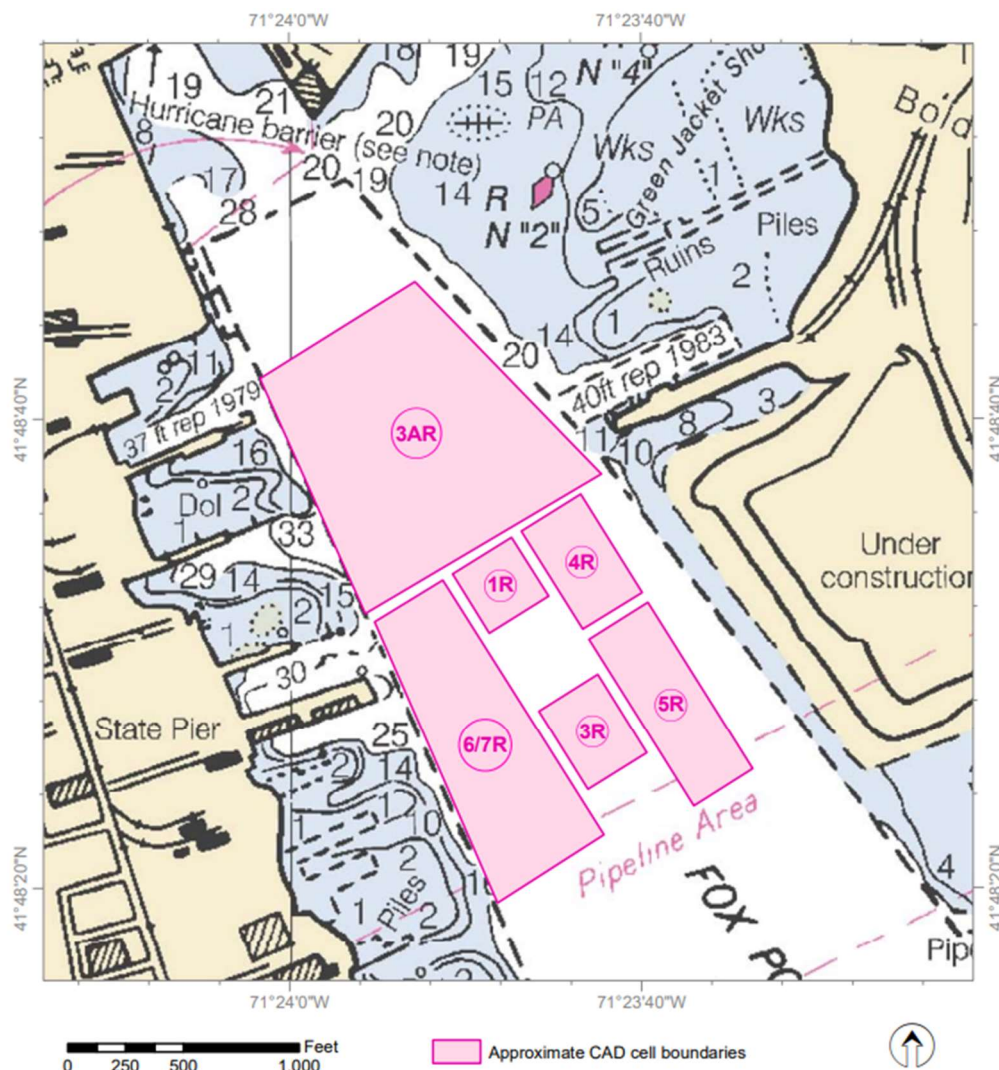 71°24'0"W
71°23'40"W
18
19
19
21
15
12
N "4"
20
PA
Hurricane barrier (see note)
Wks
Green Jacket Sho
Wks
8
20
19
17
14
R
N "2"
5
1
28
Piles
Ruins
2
1
14
20
40ft rep 1983
11
2
3
8
37 ft rep 1979
41°48'40"N
41°48'40"N
3AR
11
10
16
Dol
2
1
33
4R
Under
construction
1R
29
14
15
2
1
30
5R
State Pier
3R
6/7R
25
2
14
1
1
10
Pipeline Area
2
41°48'20"N
41°48'20"N
4
FOX PO
1
Piles
2
Pip
2
71°24'0"W
71°23'40"W
Feet
0 250 500 1,000
Approximate CAD cell boundaries